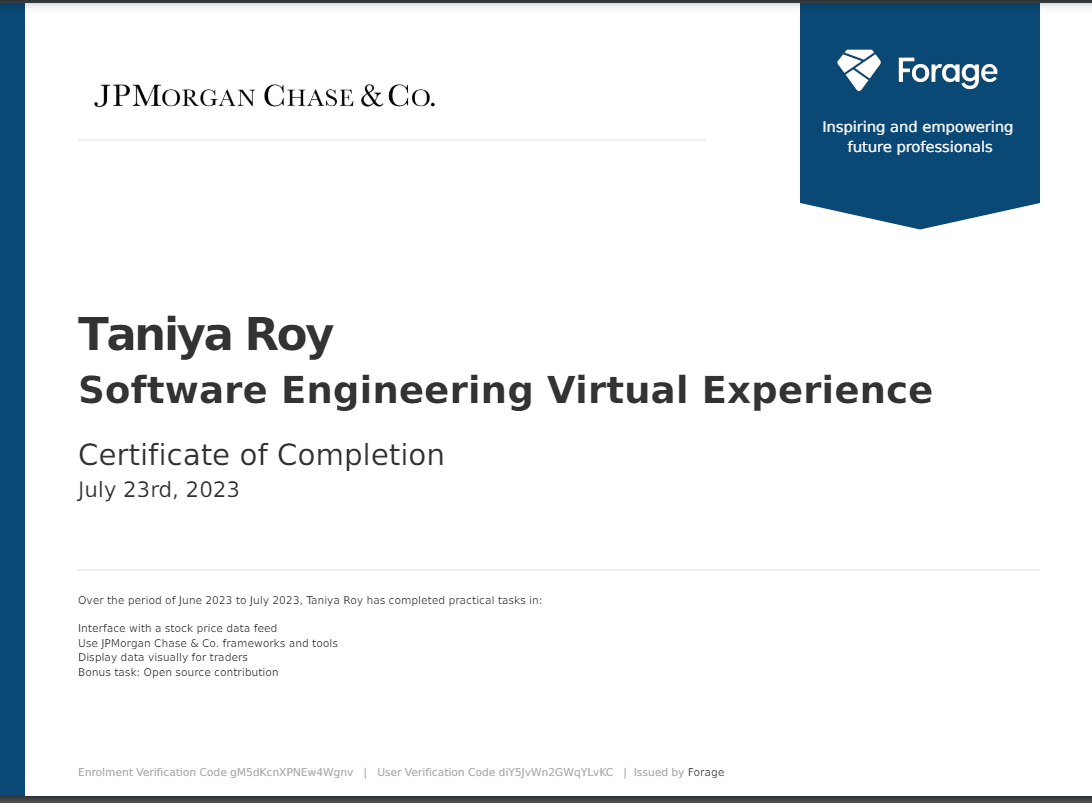 JPMORGAN CHASE & CO.
Forage
Inspiring and empowering
future professionals
Taniya Roy
Software Engineering Virtual Experience
Certificate of Completion
July 23rd, 2023
Over the period of June 2023 to July 2023, Taniya Roy has completed practical tasks in:
Interface with a stock price data feed
Use JPMorgan Chase & Co. frameworks and tools
Display data visually for traders
Bonus task: Open source contribution
Enrolment Verification Code gM5dKcnXPNEw4Wgnv | User Verification Code diY5JvWn2GWqYLvKC | Issued by Forage